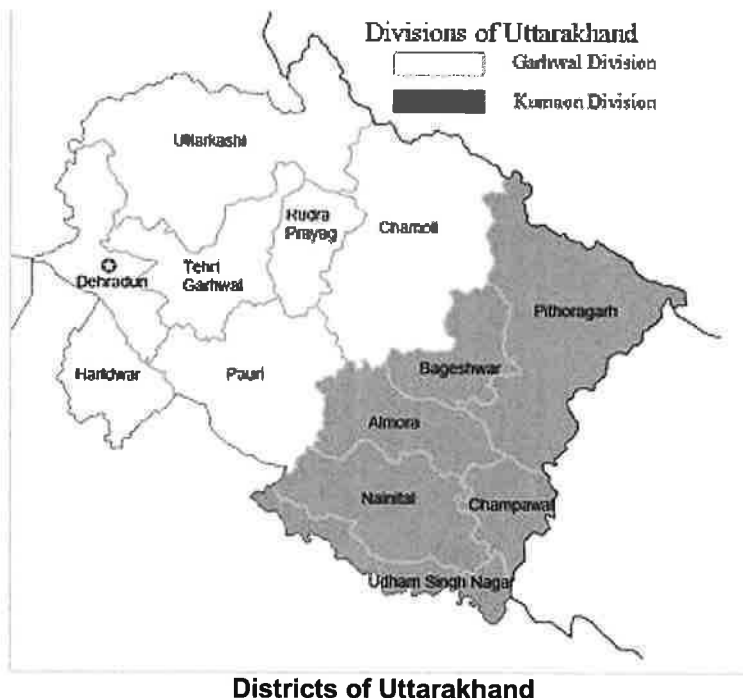 Divisions of Uttarakhand
Garhwal Division
Kumaon Division
Uttarkashi
Rudra
Prayag
Chamoli
Tehri
Garhwal
Dehradun
Pithoragarh
Haridwar
Pauri
Bageshwar
Almora
Nainital
Champawat
Udham Singh Nagar
Districts of Uttarakhand